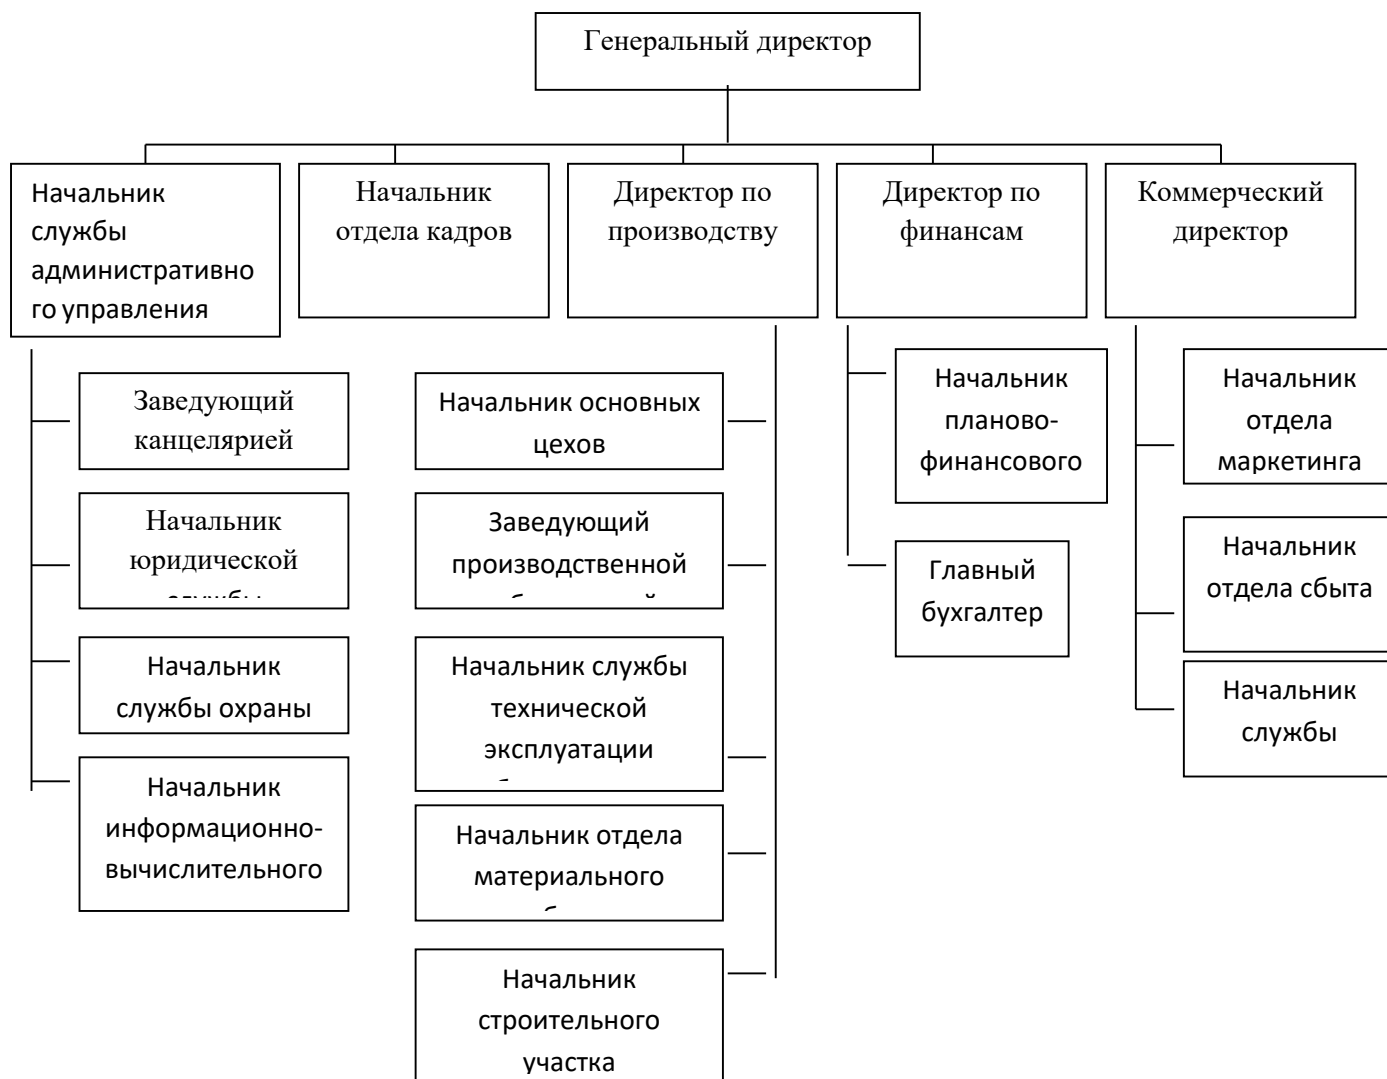 Генеральный директор
Начальник
службы
административно
го управления
Начальник
отдела кадров
Директор по
производству
Директор по
финансам
Коммерческий
директор
Заведующий
канцелярией
Начальник
юридической
службы
Начальник
службы охраны
Начальник
информационно-
вычислительного
Начальник основных
цехов
Заведующий
производственной
Начальник службы
технической
эксплуатации
Начальник отдела
материального
Начальник
строительного
участка
Начальник
планово-
финансового
Главный
бухгалтер
Начальник
отдела
маркетинга
Начальник
отдела сбыта
Начальник
службы